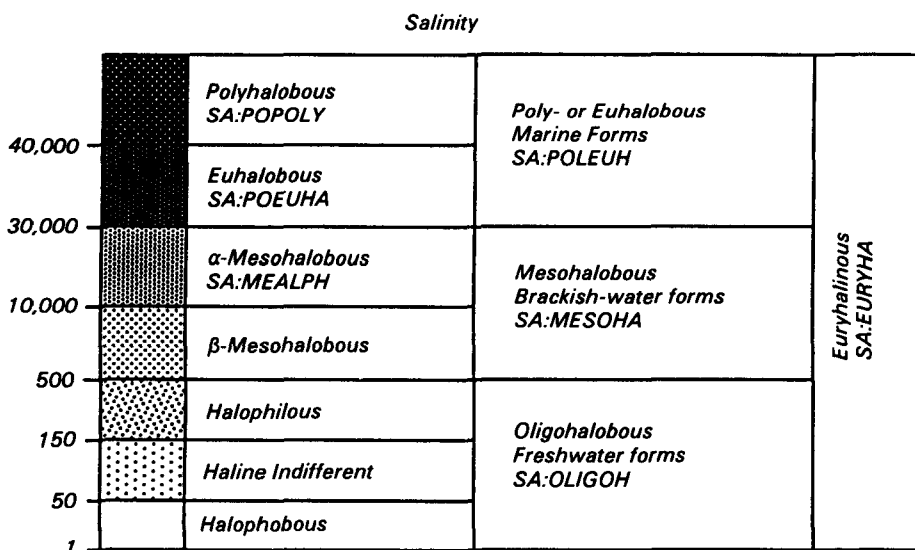 Salinity
40,000
30,000
10,000
500
150
50
1
Polyhalobous
SA:POPOLY
Euhalobous
SA:POEUHA
α-Mesohalobous
SA:MEALPH
β-Mesohalobous
Halophilous
Haline Indifferent
Halophobous
Poly- or Euhalobous
Marine Forms
SA:POLEUH
Mesohalobous
Brackish-water forms
SA:MESOHA
Oligohalobous
Freshwater forms
SA:OLIGOH
Euryhalinous
SA:EURYHA